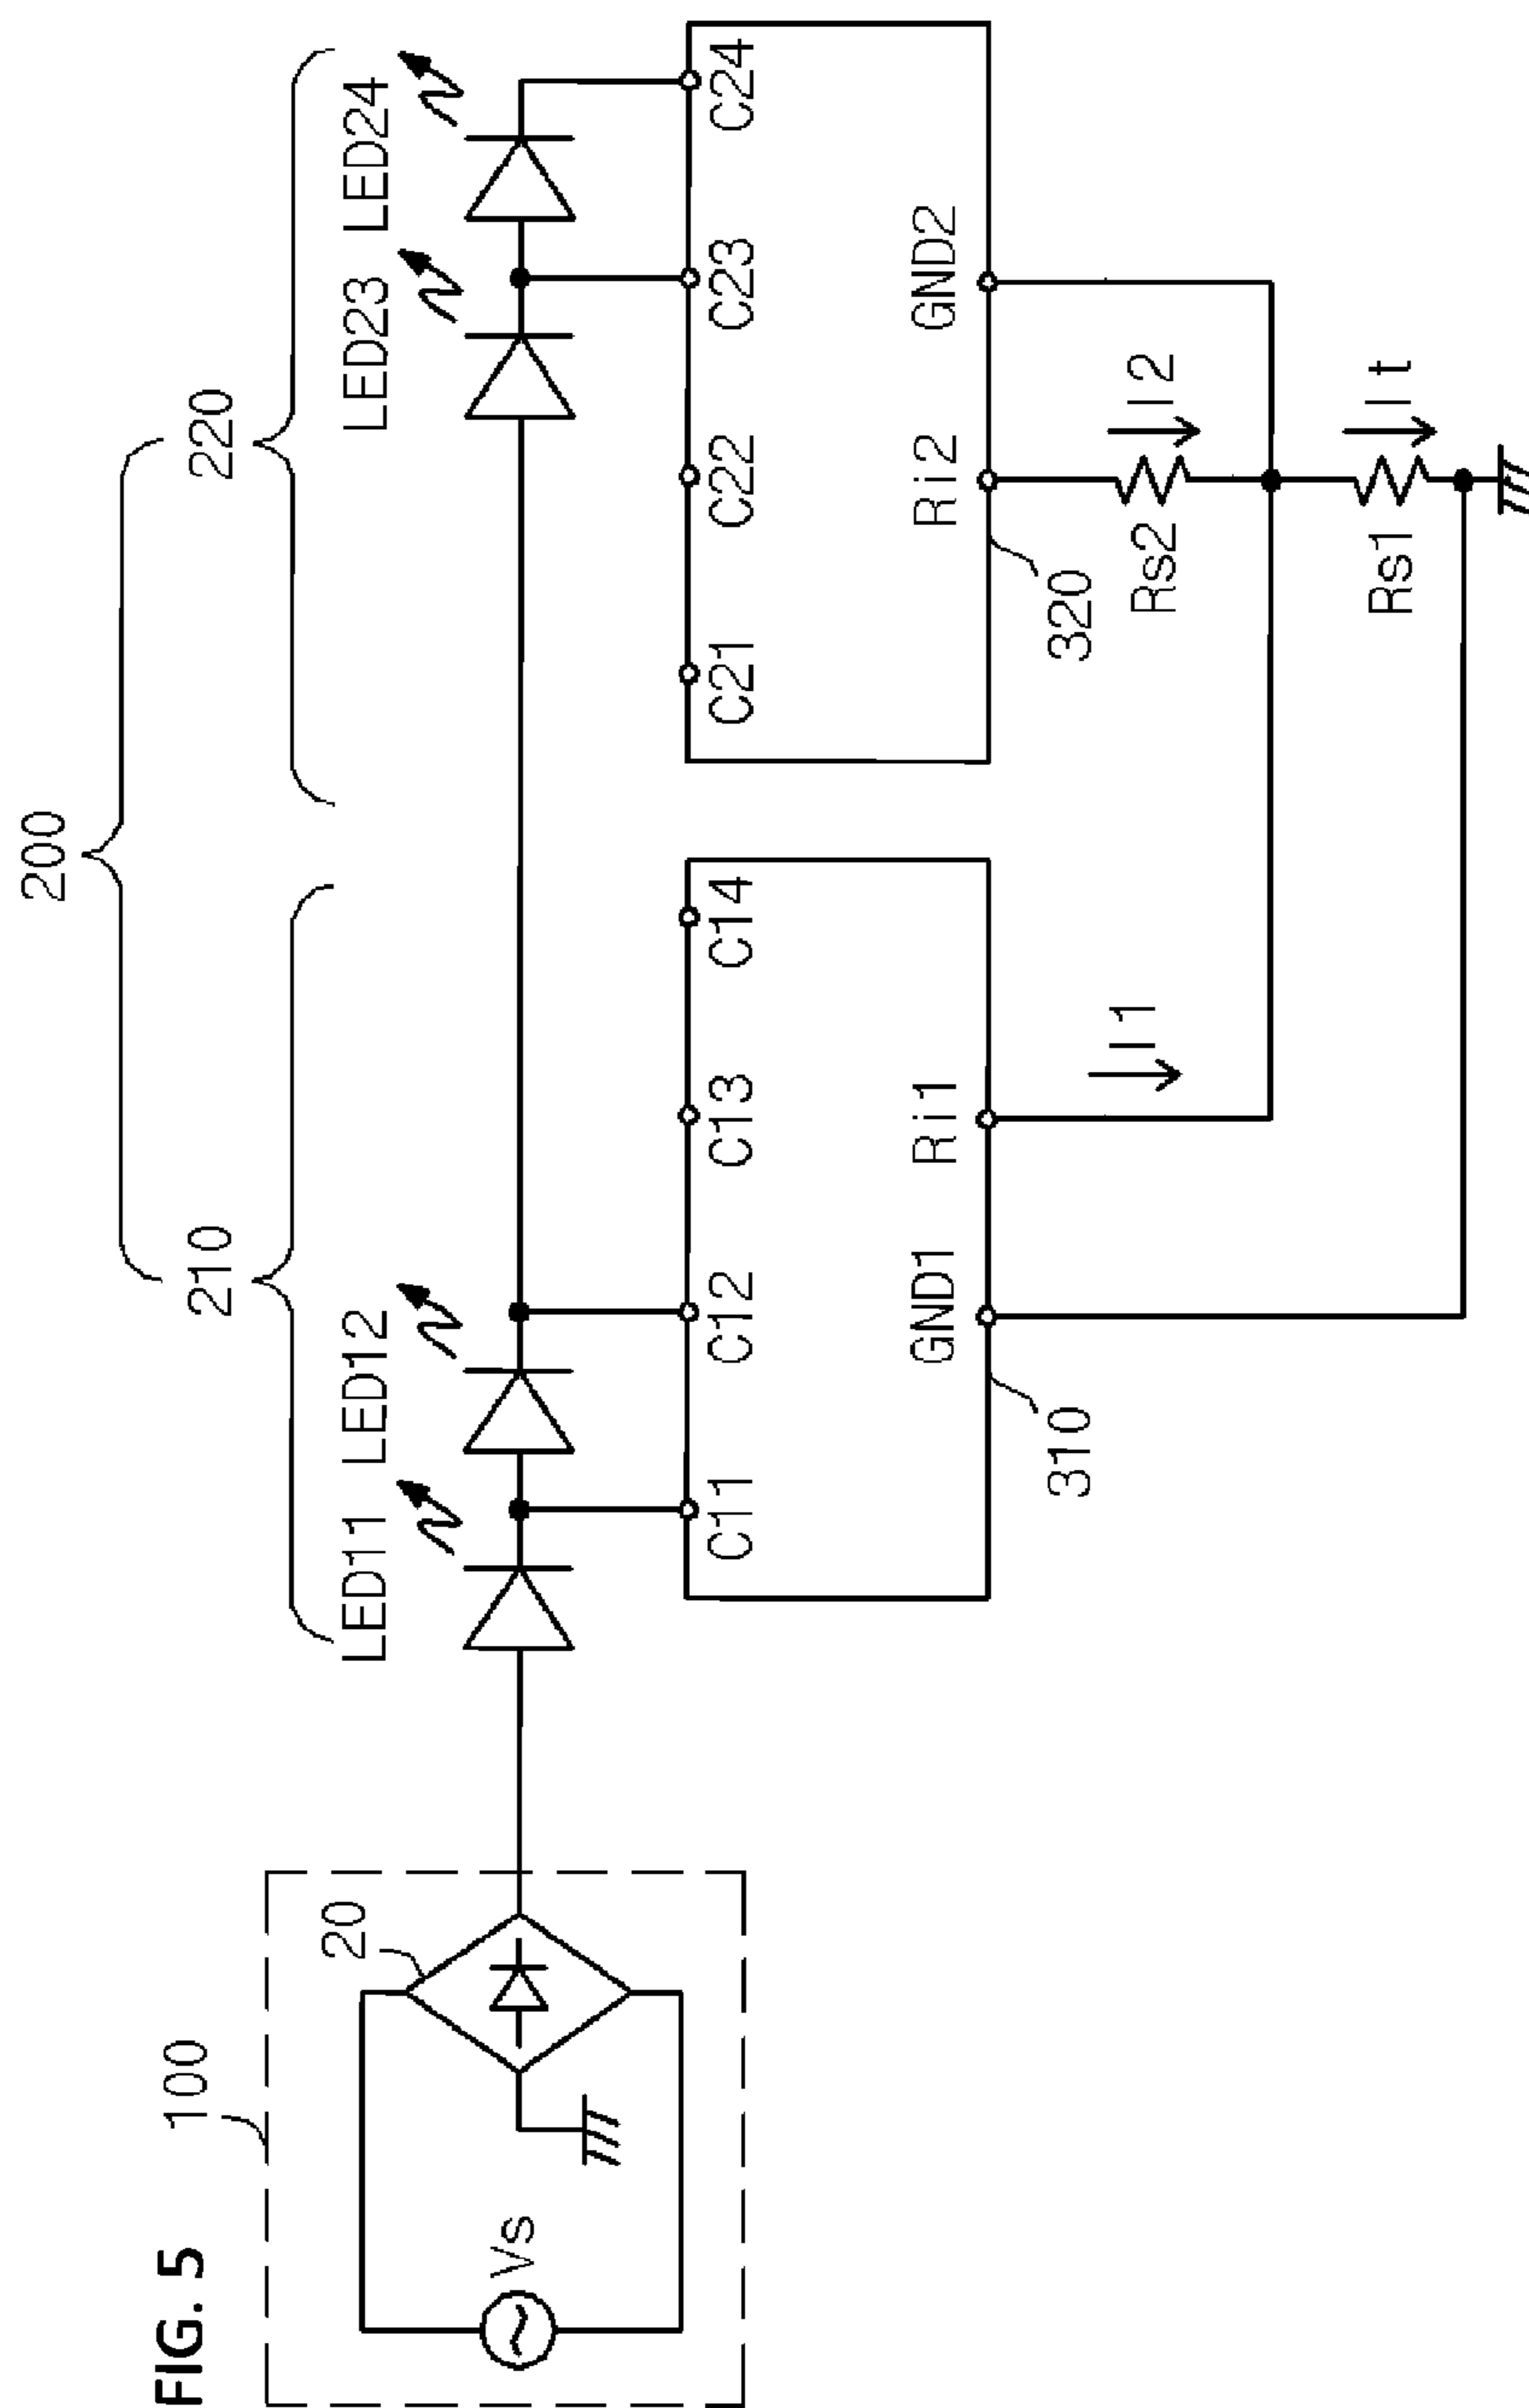 FIG. 5
200
210
220
100
20
Vs
LED11
LED12
LED23
LED24
C11
C12
C13
C14
C21
C22
C23
C24
GND1
Ri1
Ri2
GND2
310
320
I1
I2
Rs2
It
Rs1